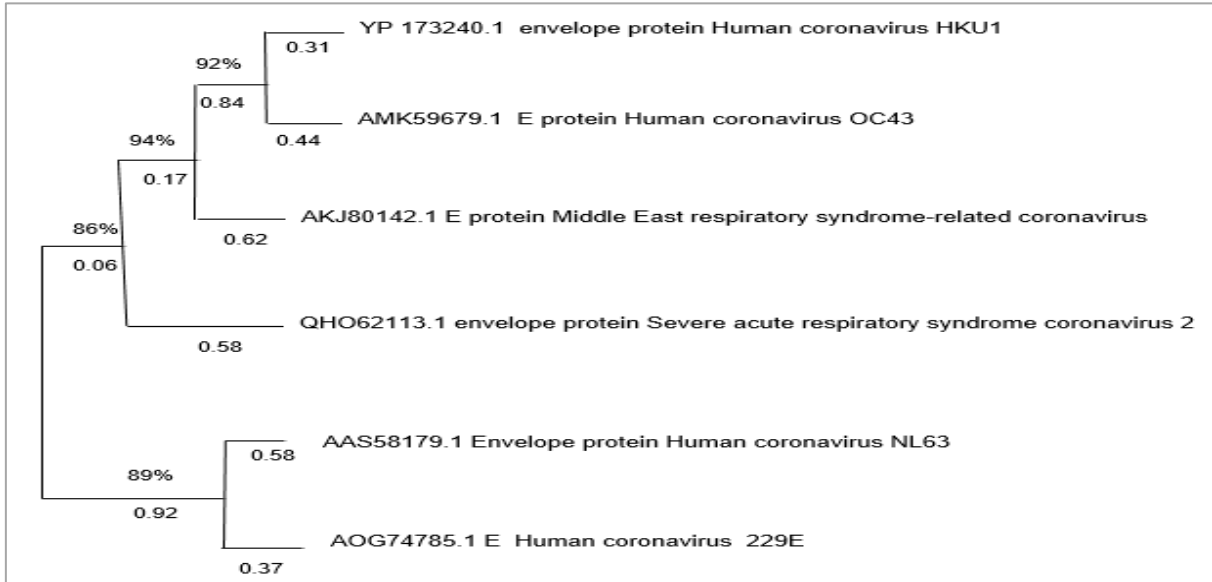 YP 173240.1 envelope protein Human coronavirus HKU1
0.31
92%
0.84
AMK59679.1 E protein Human coronavirus OC43
0.44
94%
0.17
AKJ80142.1 E protein Middle East respiratory syndrome-related coronavirus
0.62
86%
0.06
QHO62113.1 envelope protein Severe acute respiratory syndrome coronavirus 2
0.58
AAS58179.1 Envelope protein Human coronavirus NL63
0.58
89%
0.92
AOG74785.1 E Human coronavirus 229E
0.37